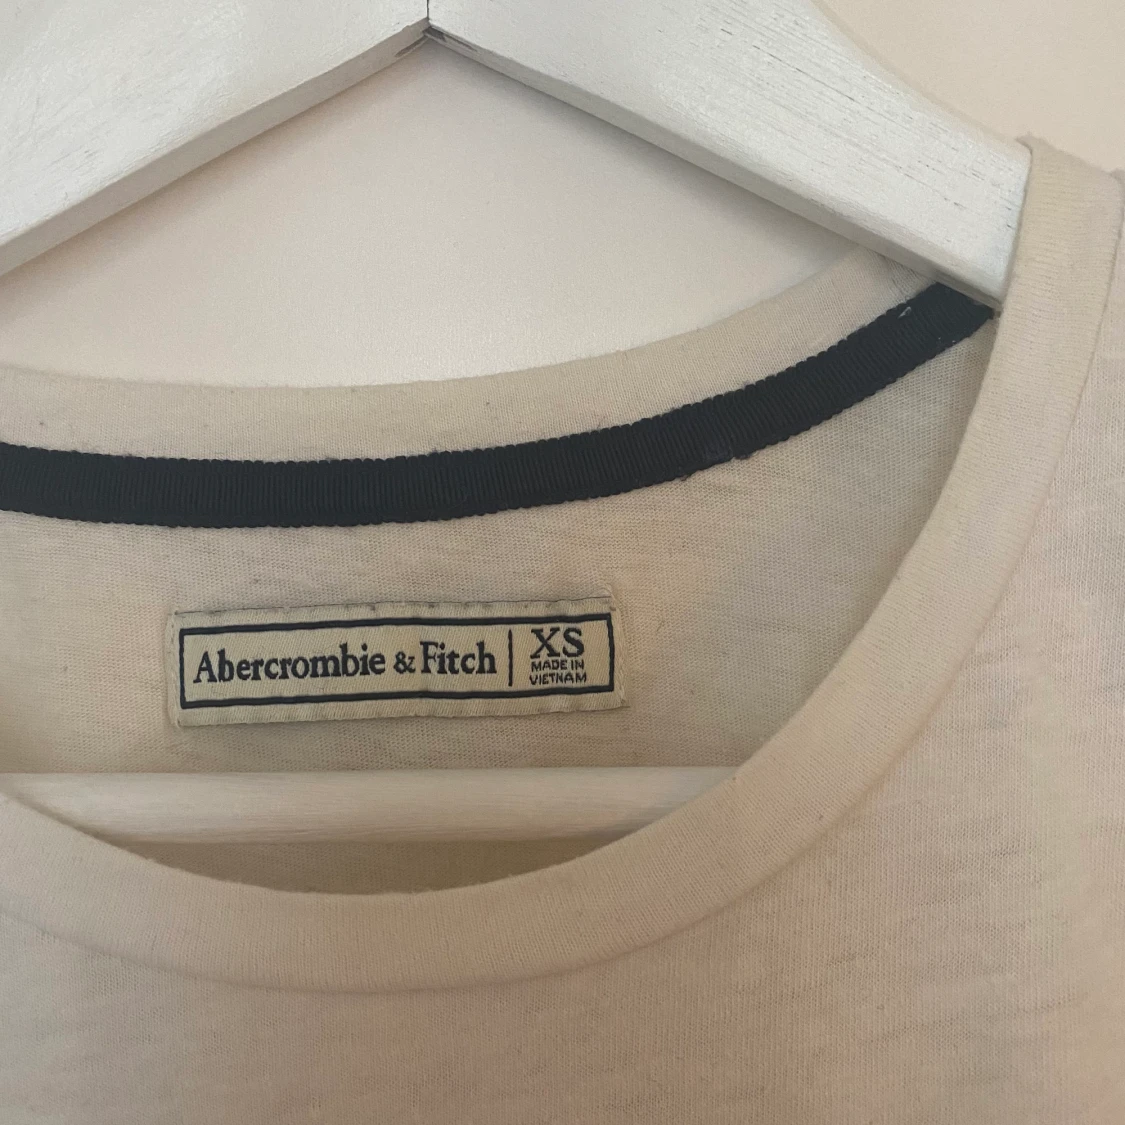 Abercrombie & Fitch
XS
MADE IN
VIETNAM